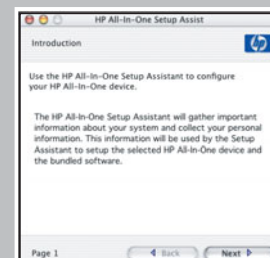 HP All-In-One Setup Assist
Introduction
hp
Use the HP All-In-One Setup Assistant to configure
your HP All-In-One device.
The HP All-In-One Setup Assistant will gather important
information about your system and collect your personal
information. This information will be used by the Setup
Assistant to setup the selected HP All-In-One device and
the bundled software.
Page 1
Back
Next